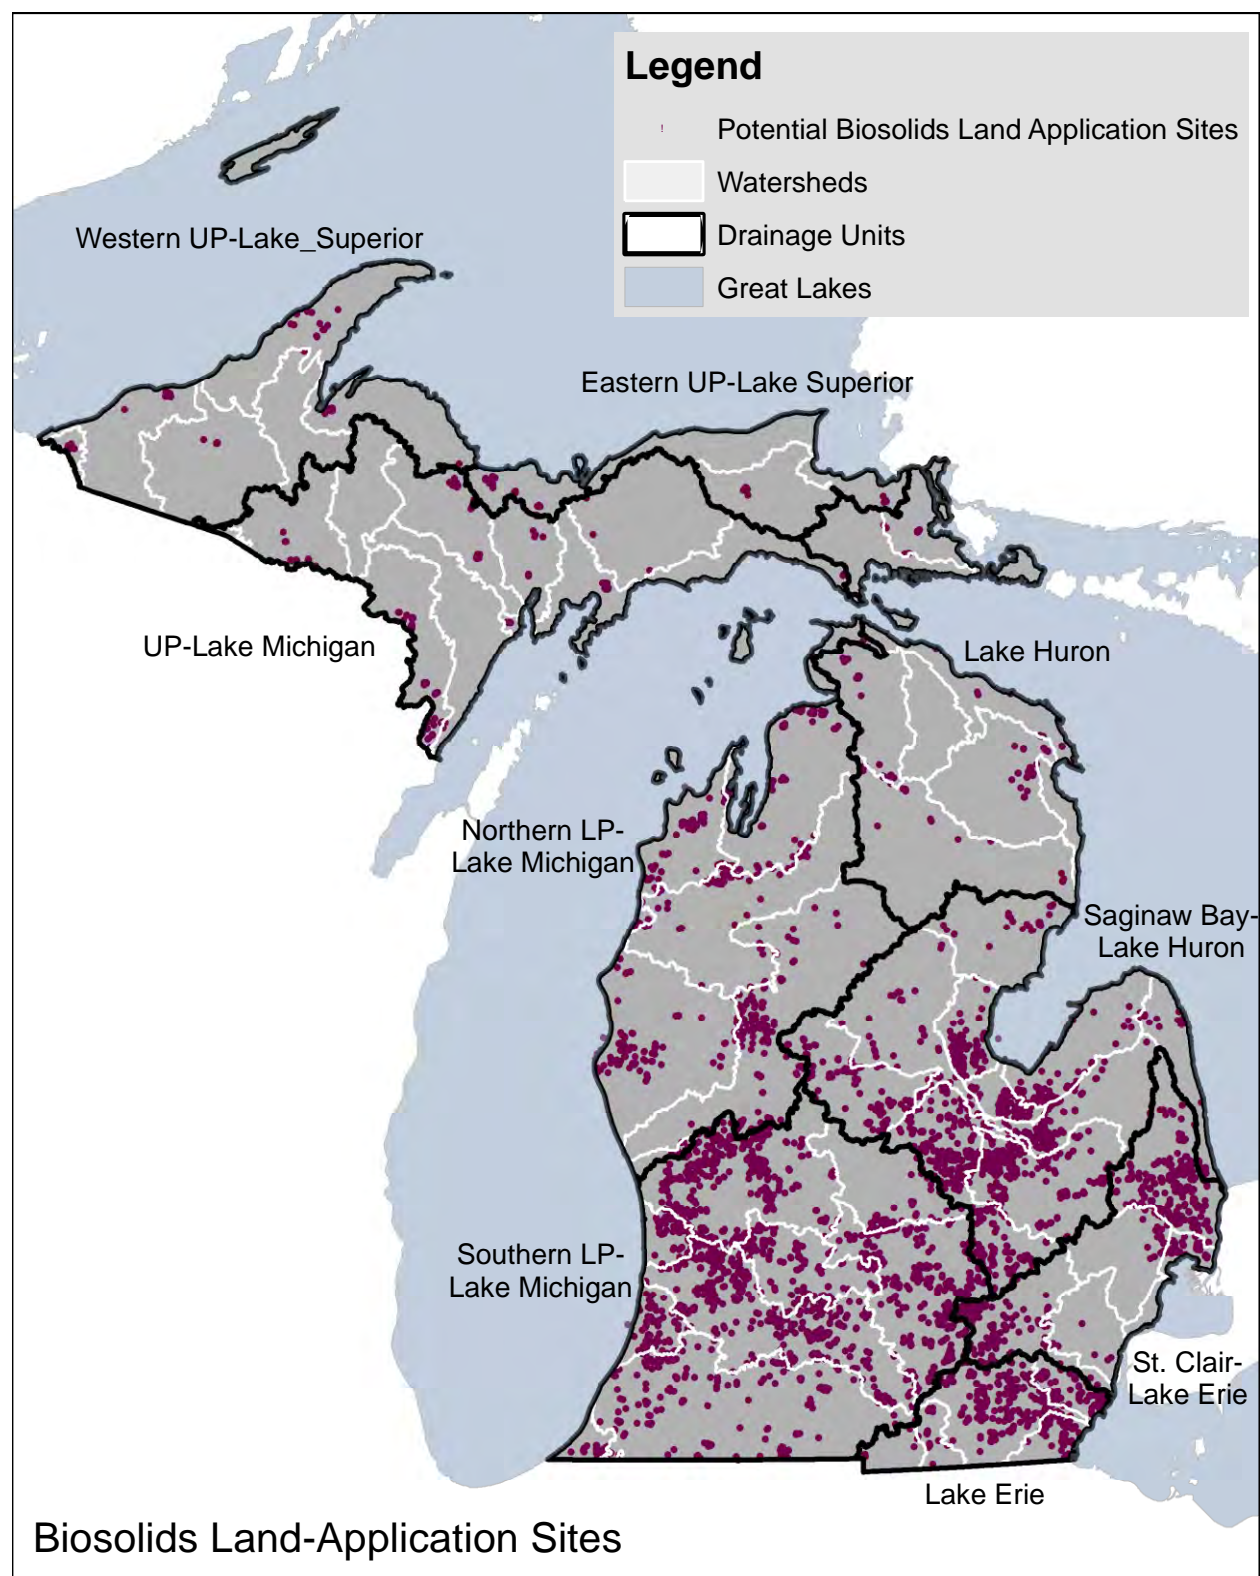 Legend
Potential Biosolids Land Application Sites
Watersheds
Drainage Units
Great Lakes
Western UP-Lake_Superior
Eastern UP-Lake Superior
UP-Lake Michigan
Lake Huron
Northern LP-
Lake Michigan
Saginaw Bay-
Lake Huron
Southern LP-
Lake Michigan
St. Clair-
Lake Erie
Lake Erie
Biosolids Land-Application Sites